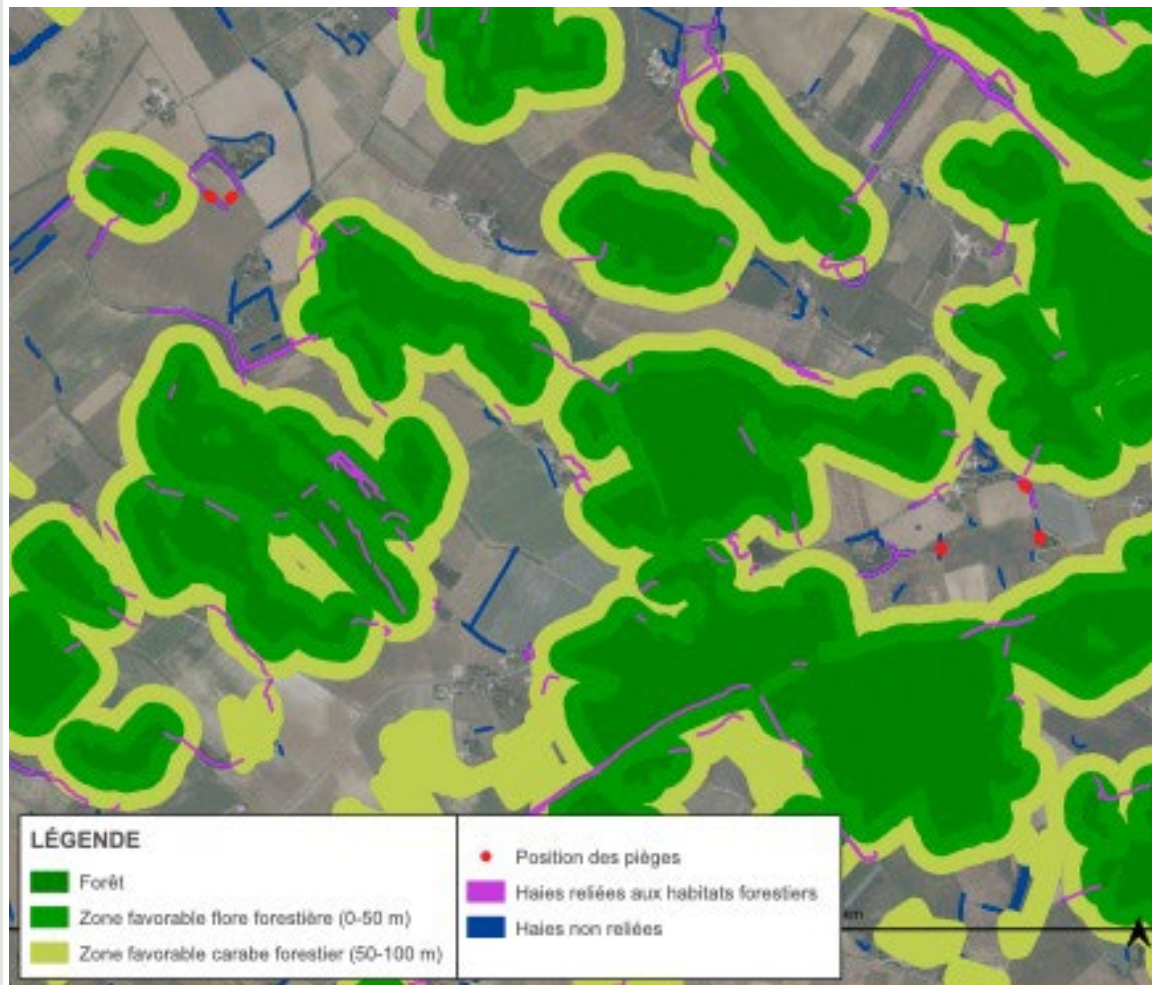 LÉGENDE
Forêt
Zone favorable flore forestière (0-50 m)
Zone favorable carabe forestier (50-100 m)
Position des pièges
Haies reliées aux habitats forestiers
Haies non reliées
km